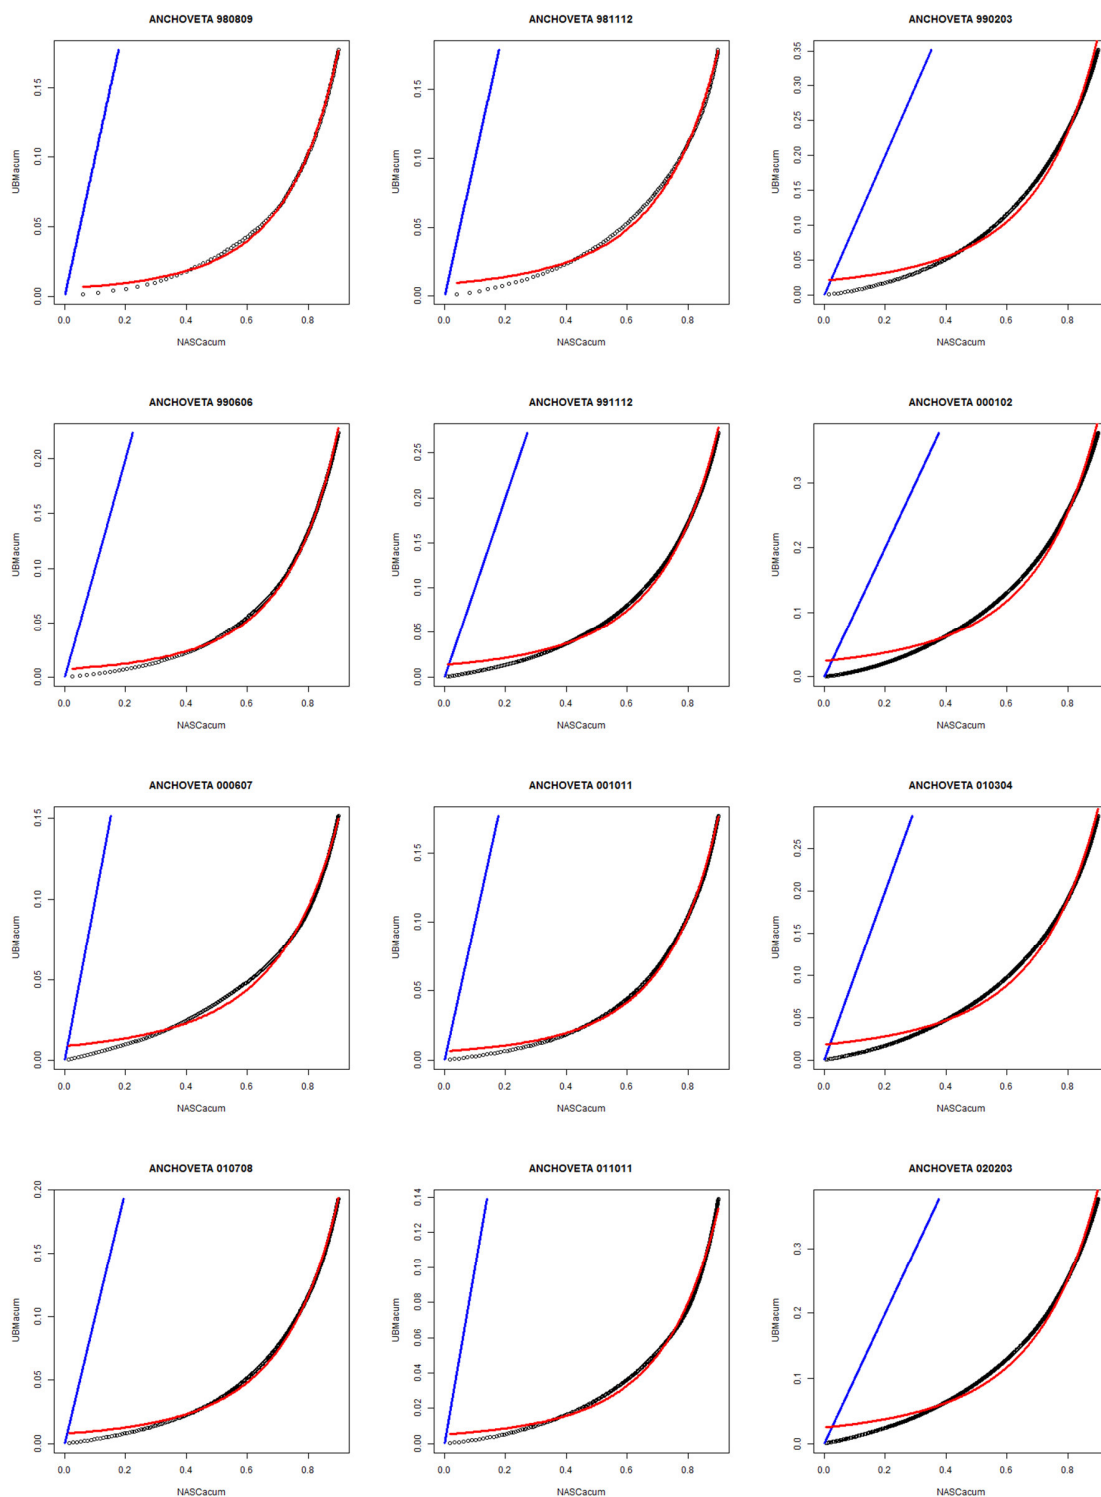 ANCHOVETA 980809
UBMacum
0.00 0.05 0.10 0.15
0.0 0.2 0.4 0.6 0.8
NASCacum
ANCHOVETA 981112
UBMacum
0.00 0.05 0.10 0.15
0.0 0.2 0.4 0.6 0.8
NASCacum
ANCHOVETA 990203
UBMacum
0.00 0.05 0.10 0.15 0.20 0.25 0.30 0.35
0.0 0.2 0.4 0.6 0.8
NASCacum
ANCHOVETA 990606
UBMacum
0.00 0.05 0.10 0.15 0.20
0.0 0.2 0.4 0.6 0.8
NASCacum
ANCHOVETA 991112
UBMacum
0.00 0.05 0.10 0.15 0.20 0.25
0.0 0.2 0.4 0.6 0.8
NASCacum
ANCHOVETA 000102
UBMacum
0.0 0.1 0.2 0.3
0.0 0.2 0.4 0.6 0.8
NASCacum
ANCHOVETA 000607
UBMacum
0.00 0.05 0.10 0.15
0.0 0.2 0.4 0.6 0.8
NASCacum
ANCHOVETA 001011
UBMacum
0.00 0.05 0.10 0.15
0.0 0.2 0.4 0.6 0.8
NASCacum
ANCHOVETA 010304
UBMacum
0.00 0.05 0.10 0.15 0.20 0.25
0.0 0.2 0.4 0.6 0.8
NASCacum
ANCHOVETA 010708
UBMacum
0.00 0.05 0.10 0.15 0.20
0.0 0.2 0.4 0.6 0.8
NASCacum
ANCHOVETA 011011
UBMacum
0.00 0.02 0.04 0.06 0.08 0.10 0.12 0.14
0.0 0.2 0.4 0.6 0.8
NASCacum
ANCHOVETA 020203
UBMacum
0.0 0.1 0.2 0.3
0.0 0.2 0.4 0.6 0.8
NASCacum